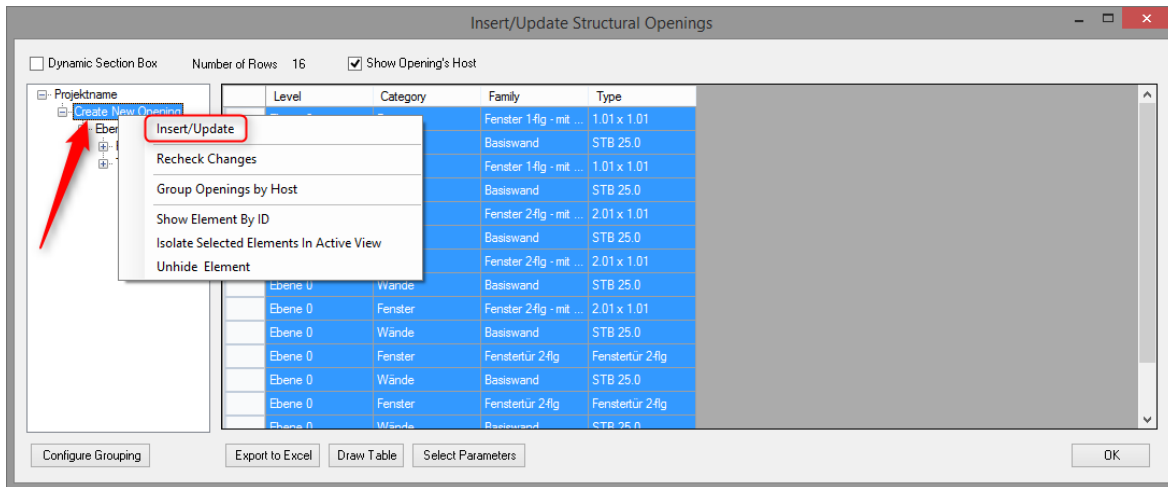 Insert/Update Structural Openings
Dynamic Section Box Number of Rows 16 Show Opening's Host
Projektname
Create New Opening
Insert/Update
Recheck Changes
Group Openings by Host
Show Element By ID
Isolate Selected Elements In Active View
Unhide Element
Level Category Family Type
Fenster 1-flg - mit ... 1.01 x 1.01
Basiswand STB 25.0
Fenster 1-flg - mit ... 1.01 x 1.01
Basiswand STB 25.0
Fenster 2-flg - mit ... 2.01 x 1.01
Basiswand STB 25.0
Fenster 2-flg - mit ... 2.01 x 1.01
Ebene 0 Wände Basiswand STB 25.0
Ebene 0 Fenster Fenster 2-flg - mit ... 2.01 x 1.01
Ebene 0 Wände Basiswand STB 25.0
Ebene 0 Fenster Fenstertür 2-flg Fenstertür 2-flg
Ebene 0 Wände Basiswand STB 25.0
Ebene 0 Fenster Fenstertür 2-flg Fenstertür 2-flg
Ebene 0 Wände Basiswand STB 25.0
Configure Grouping Export to Excel Draw Table Select Parameters OK